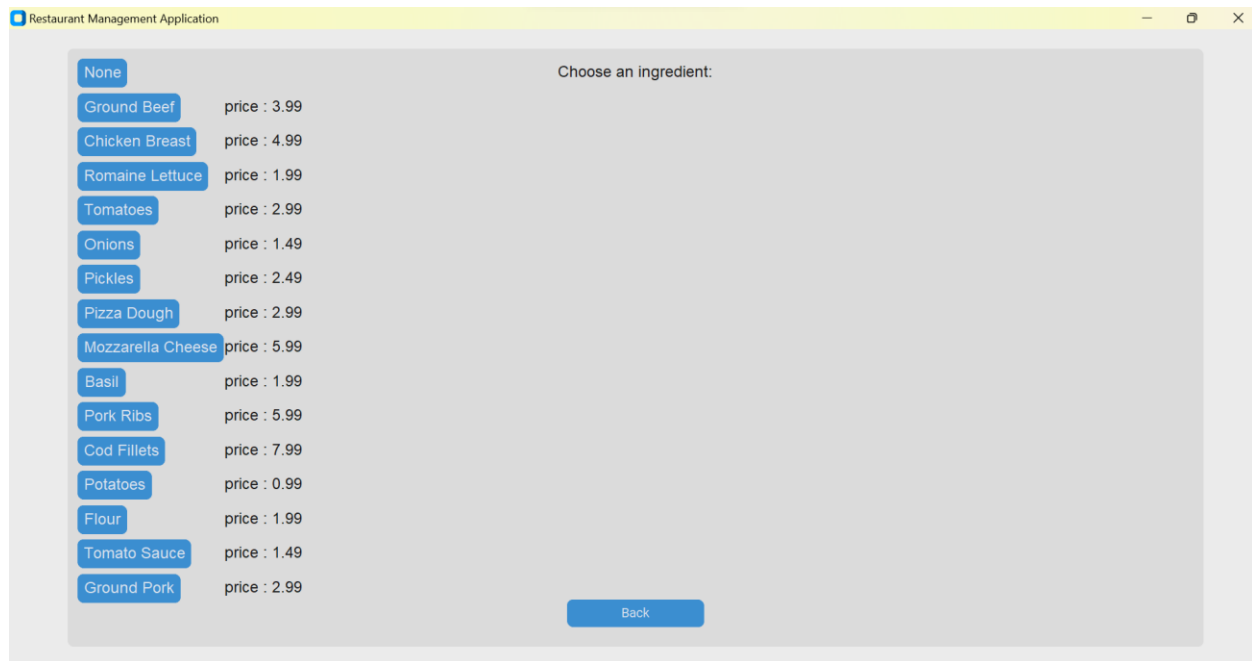 Restaurant Management Application
None Choose an ingredient:
Ground Beef price : 3.99
Chicken Breast price : 4.99
Romaine Lettuce price : 1.99
Tomatoes price : 2.99
Onions price : 1.49
Pickles price : 2.49
Pizza Dough price : 2.99
Mozzarella Cheese price : 5.99
Basil price : 1.99
Pork Ribs price : 5.99
Cod Fillets price : 7.99
Potatoes price : 0.99
Flour price : 1.99
Tomato Sauce price : 1.49
Ground Pork price : 2.99
Back